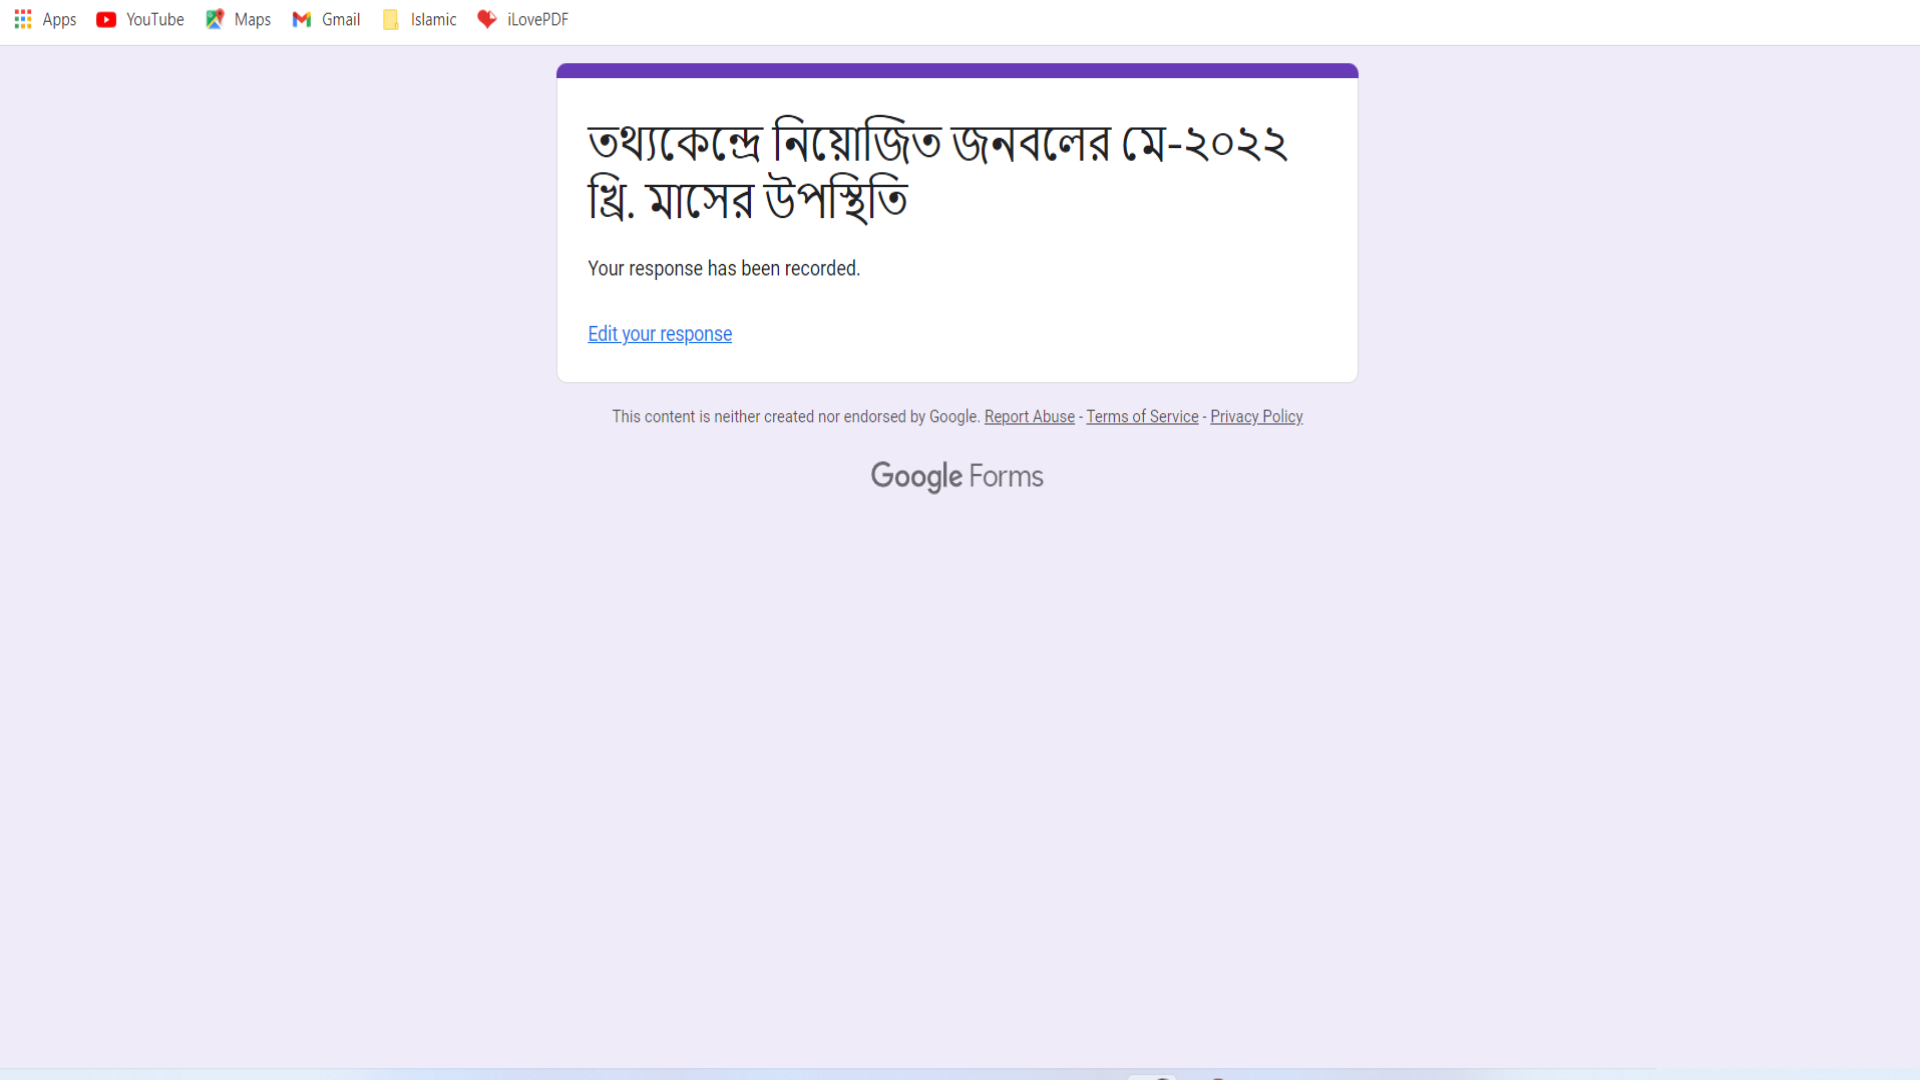 Apps YouTube Maps Gmail Islamic iLovePDF
তথ্যকেন্দ্রে নিয়োজিত জনবলের মে-২০২২
খ্রি. মাসের উপস্থিতি
Your response has been recorded.
Edit your response
This content is neither created nor endorsed by Google. Report Abuse - Terms of Service - Privacy Policy
Google Forms